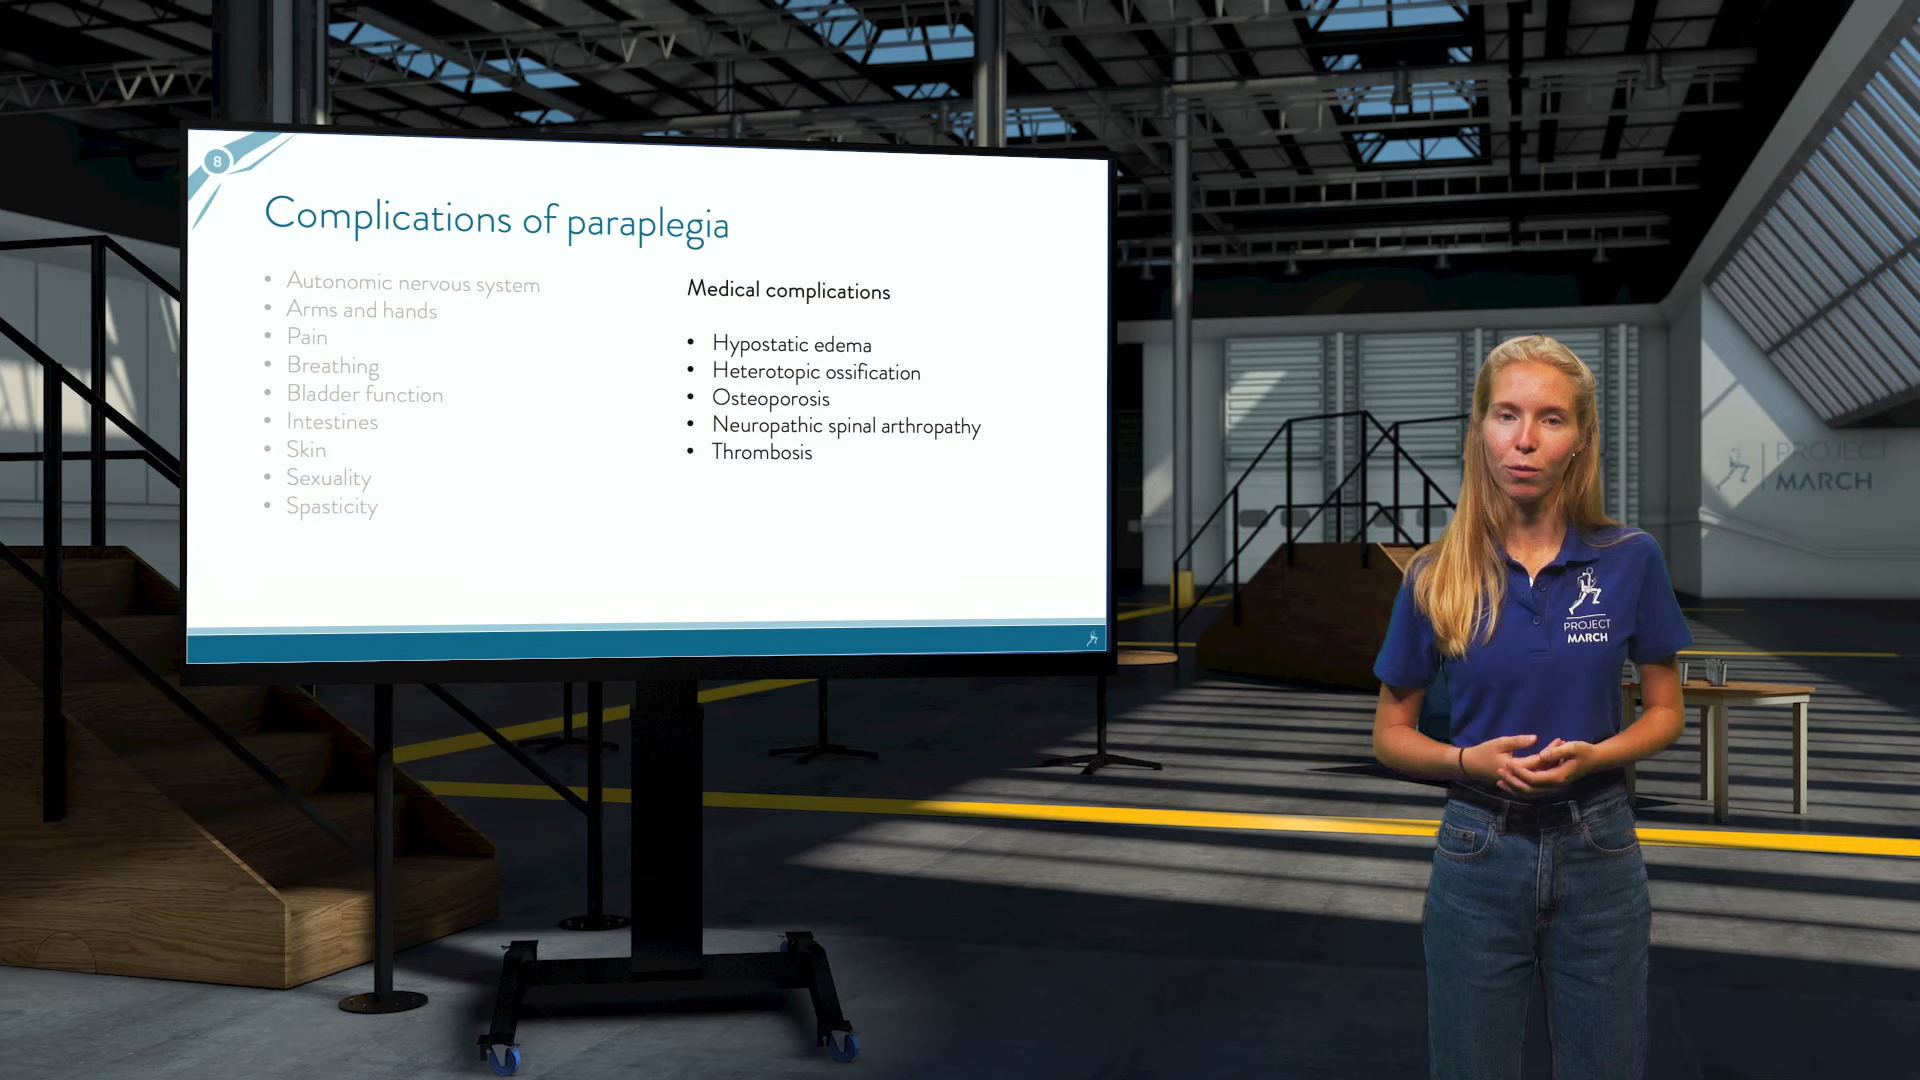 8
Complications of paraplegia
• Autonomic nervous system
• Arms and hands
• Pain
• Breathing
• Bladder function
• Intestines
• Skin
• Sexuality
• Spasticity
Medical complications
• Hypostatic edema
• Heterotopic ossification
• Osteoporosis
• Neuropathic spinal arthropathy
• Thrombosis
PROJECT
MARCH
PROJECT
MARCH